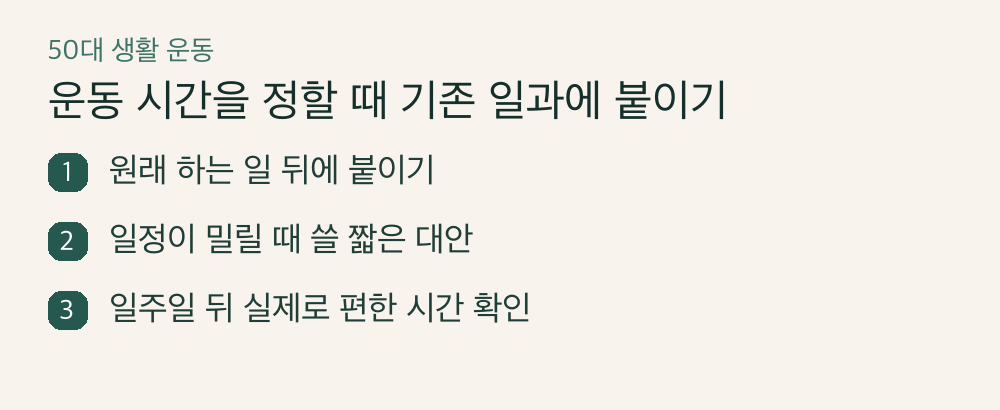 50대 생활 운동
운동 시간을 정할 때 기존 일과에 붙이기
1 원래 하는 일 뒤에 붙이기
2 일정이 밀릴 때 쓸 짧은 대안
3 일주일 뒤 실제로 편한 시간 확인